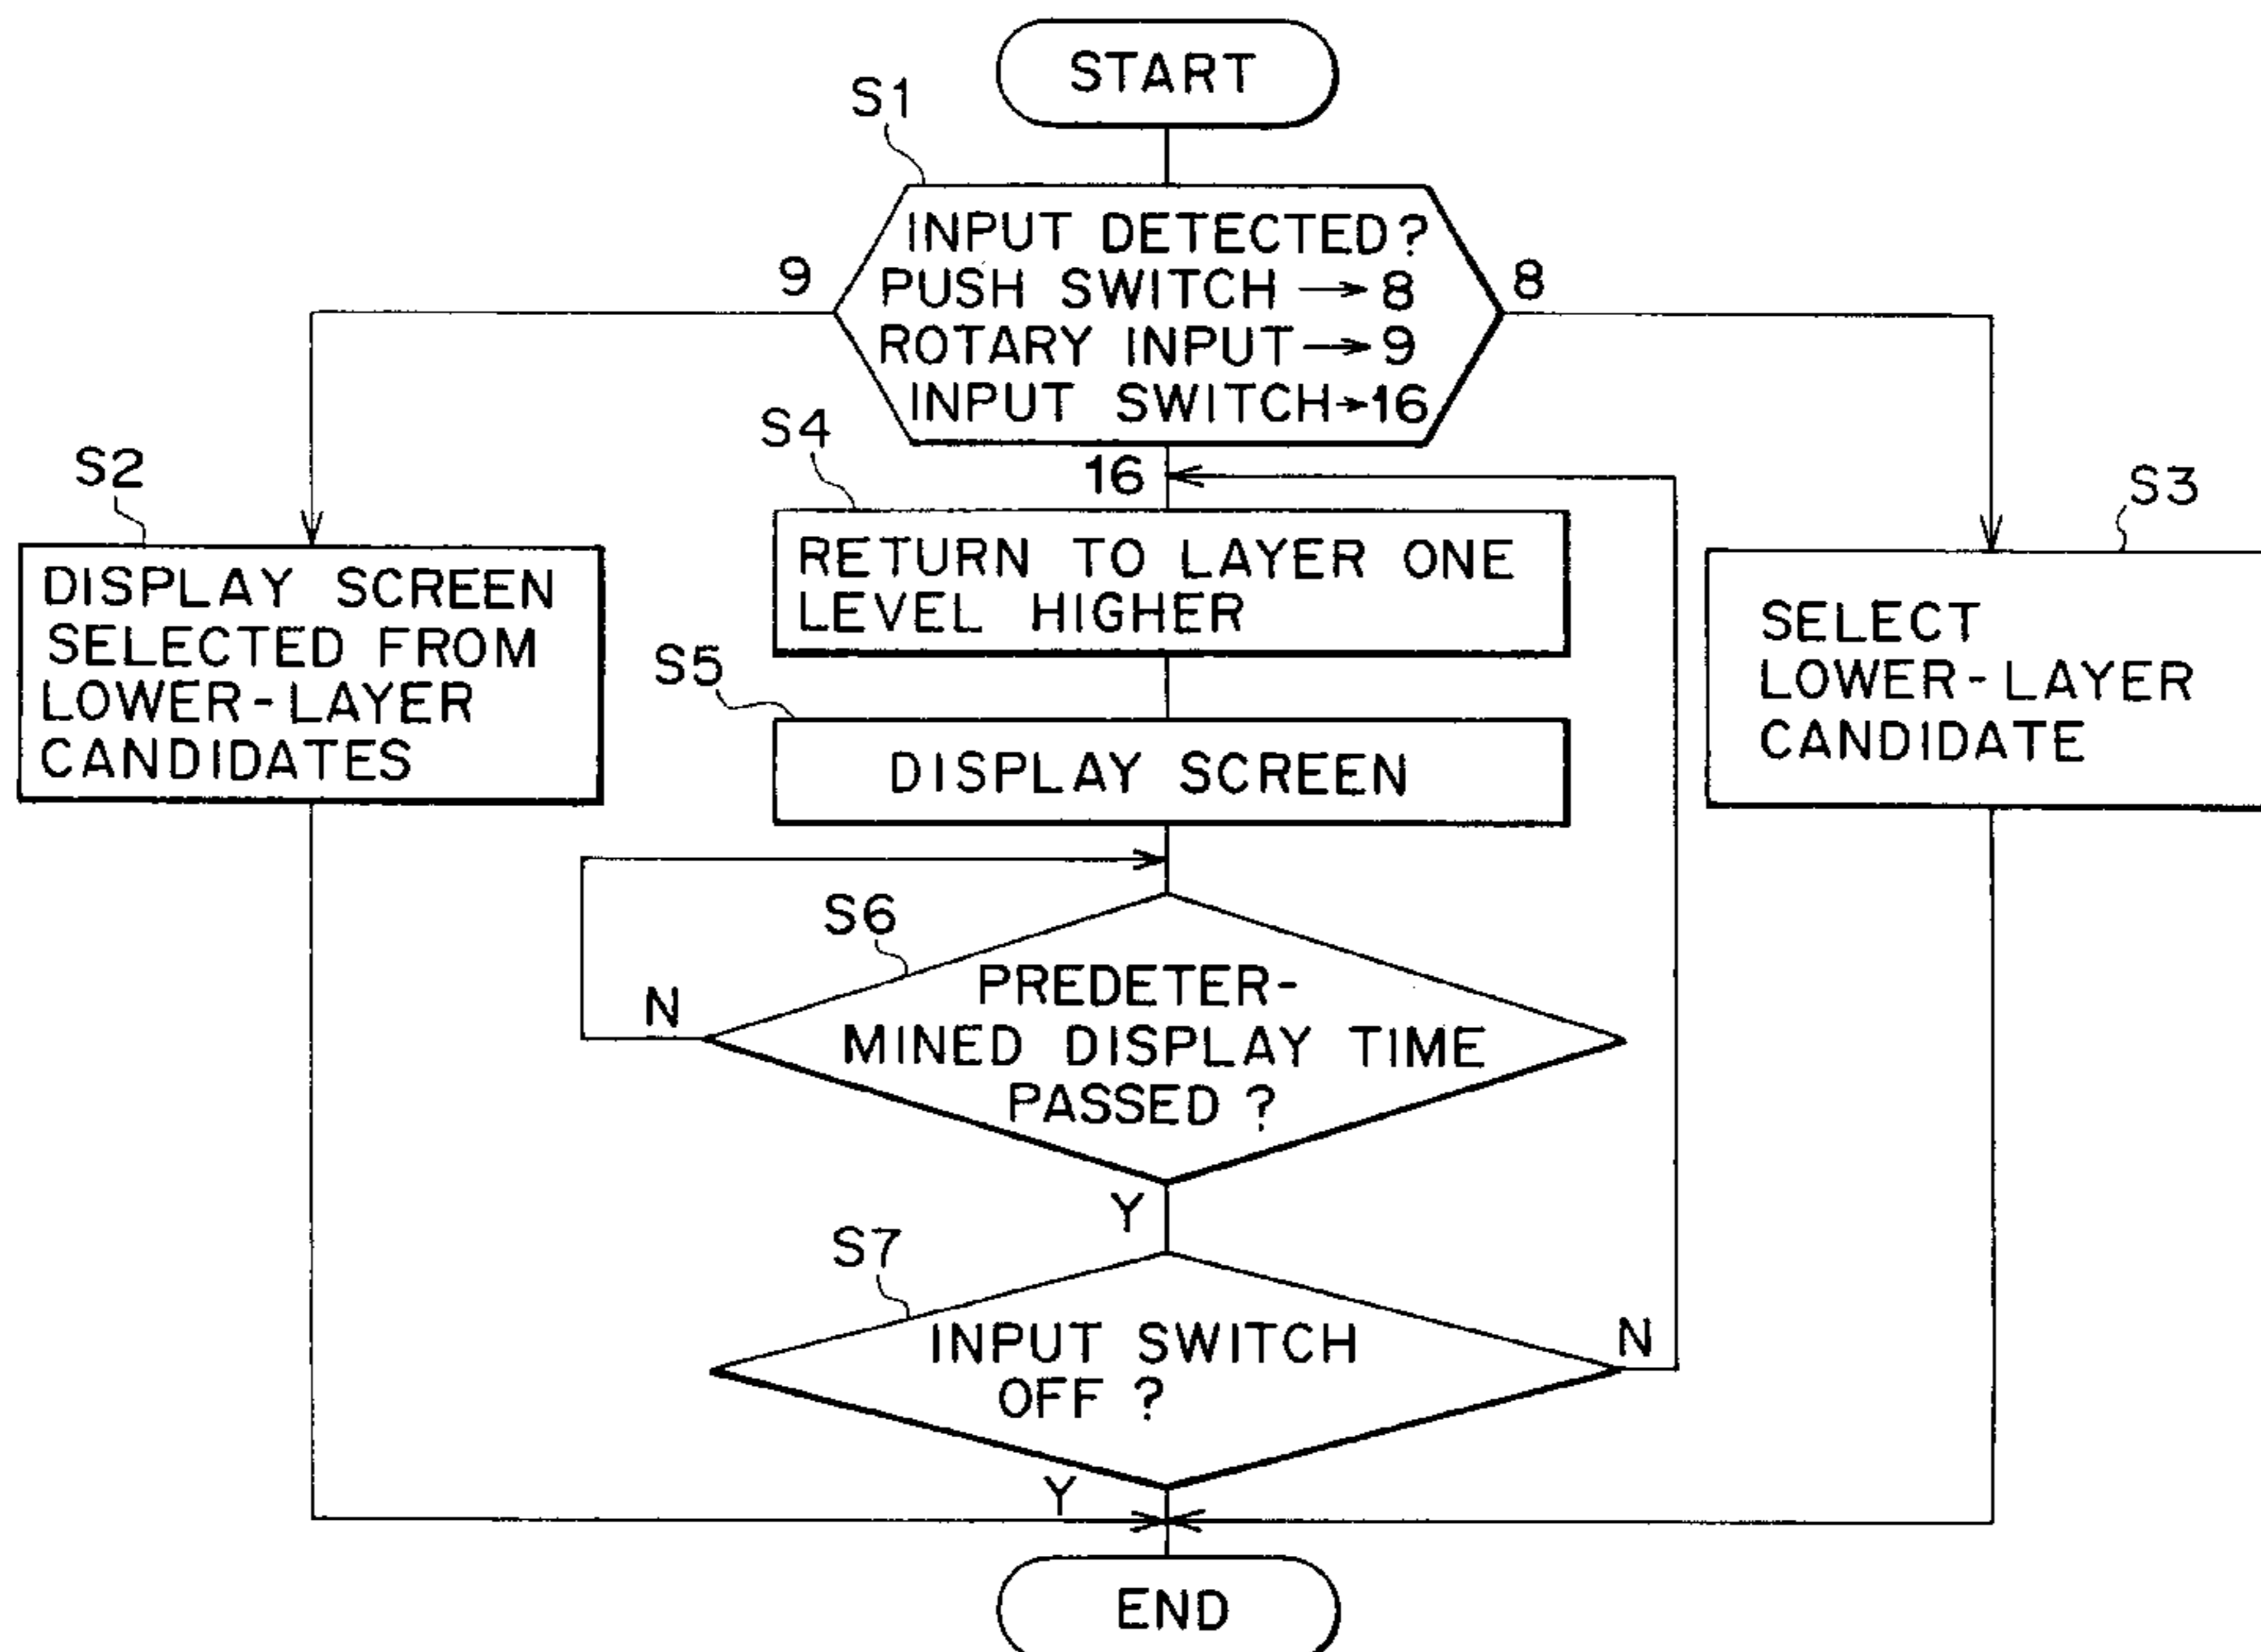 START
S1
INPUT DETECTED?
PUSH SWITCH → 8
ROTARY INPUT → 9
INPUT SWITCH → 16
9
8
16
S2
DISPLAY SCREEN
SELECTED FROM
LOWER-LAYER
CANDIDATES
S4
RETURN TO LAYER ONE
LEVEL HIGHER
S3
SELECT
LOWER-LAYER
CANDIDATE
S5
DISPLAY SCREEN
S6
PREDETER-
MINED DISPLAY TIME
PASSED ?
N
Y
S7
INPUT SWITCH
OFF ?
N
Y
END